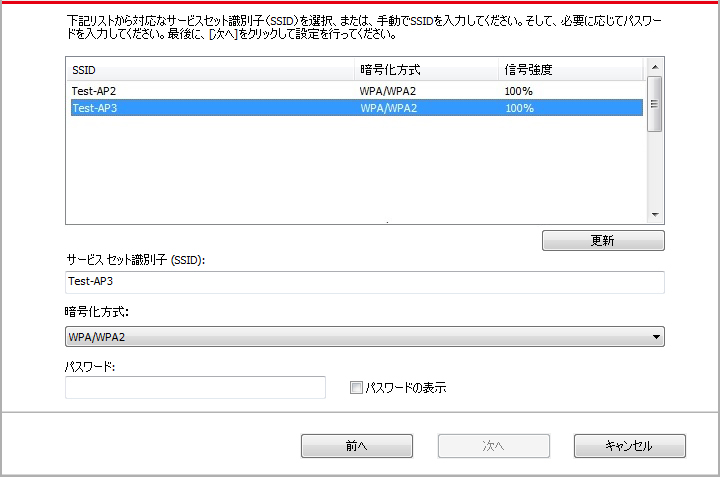 下記リストから対応なサービスセット識別子（SSID）を選択、または、手動でSSIDを入力してください。そして、必要に応じてパスワー
ドを入力してください。最後に、[次へ]をクリックして設定を行ってください。
SSID 暗号化方式 信号強度
Test-AP2 WPA/WPA2 100%
Test-AP3 WPA/WPA2 100%
更新
サービス セット識別子 (SSID):
Test-AP3
暗号化方式:
WPA/WPA2
パスワード:
パスワードの表示
前へ 次へ キャンセル